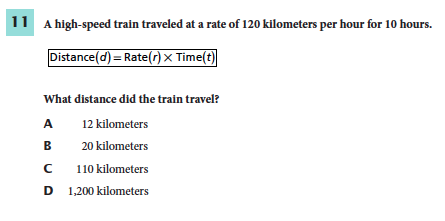 11 A high-speed train traveled at a rate of 120 kilometers per hour for 10 hours.
Distance(d) = Rate(r) × Time(t)
What distance did the train travel?
A 12 kilometers
B 20 kilometers
C 110 kilometers
D 1,200 kilometers